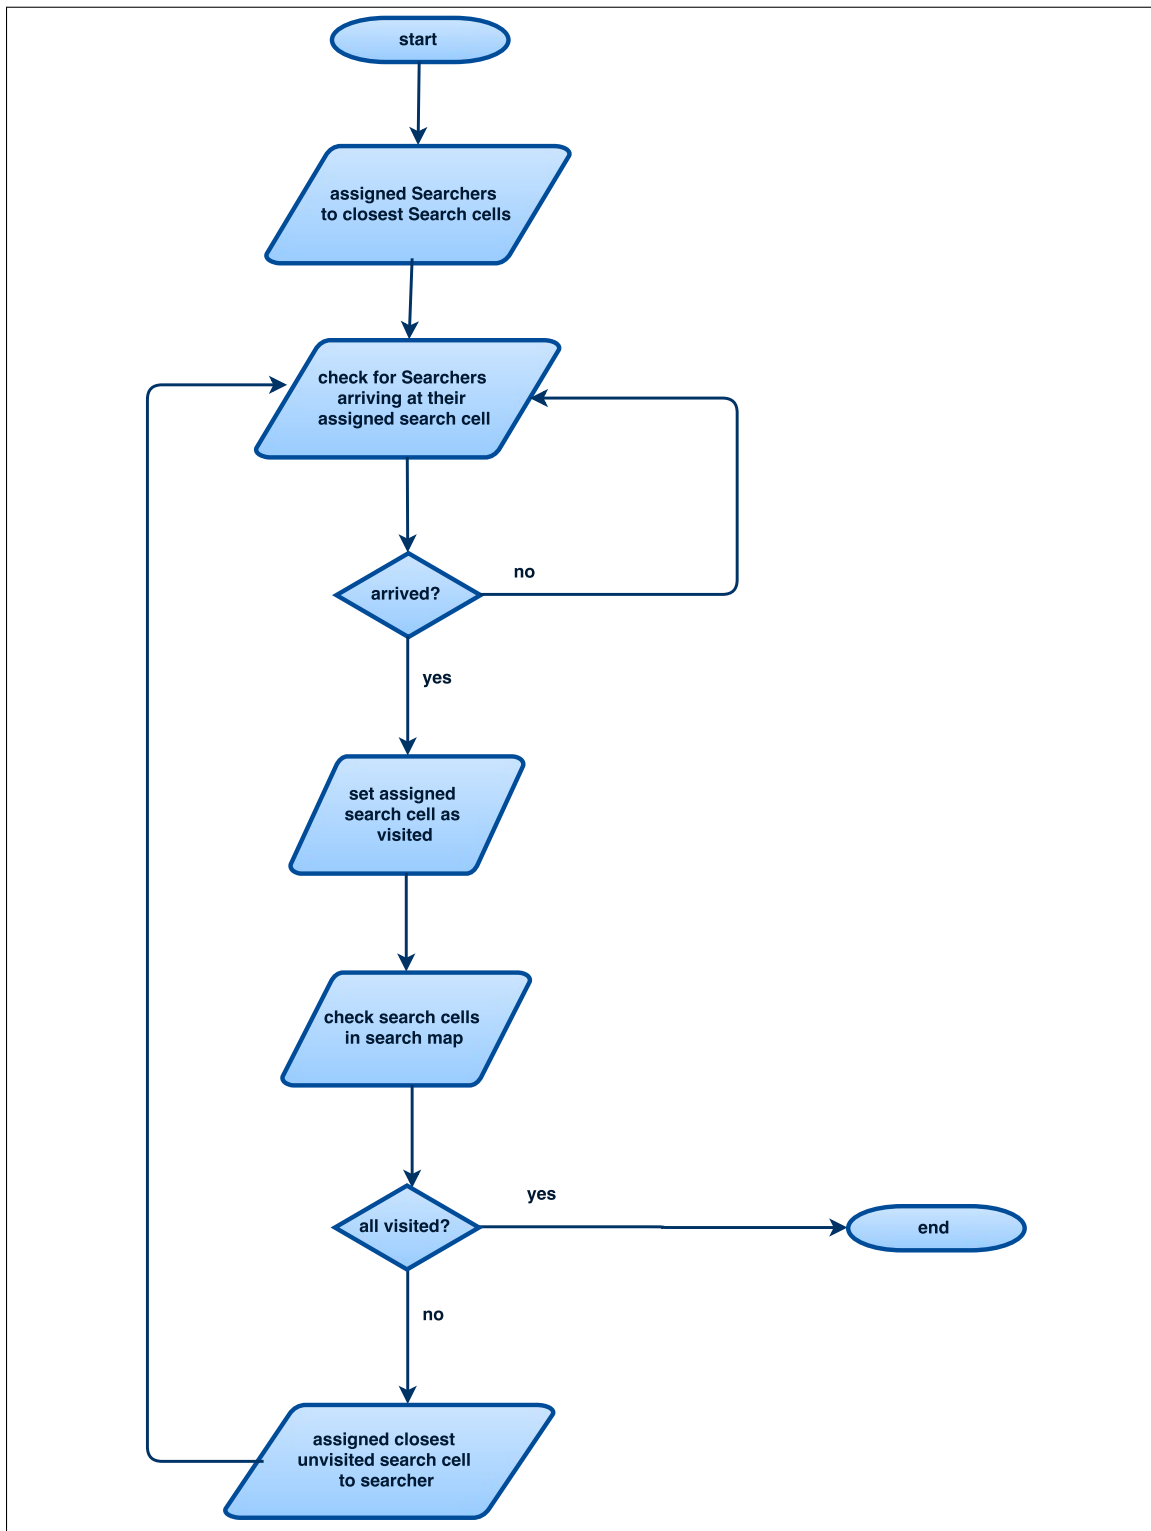 start
assigned Searchers
to closest Search cells
check for Searchers
arriving at their
assigned search cell
arrived?
no
yes
set assigned
search cell as
visited
check search cells
in search map
all visited?
yes
end
no
assigned closest
unvisited search cell
to searcher